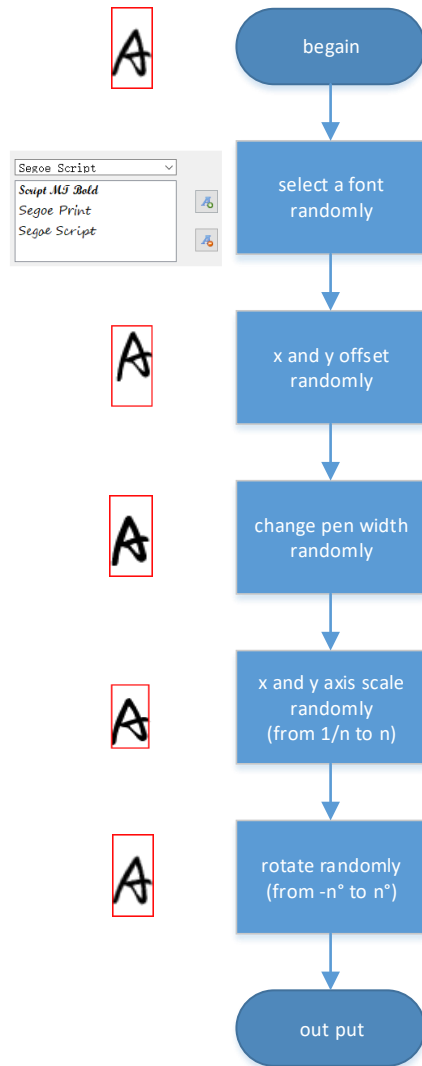 A
begain
Segoe Script
Script MT Bold
Segoe Print
Segoe Script
select a font
randomly
A
x and y offset
randomly
A
change pen width
randomly
A
x and y axis scale
randomly
(from 1/n to n)
A
rotate randomly
(from -n° to n°)
out put